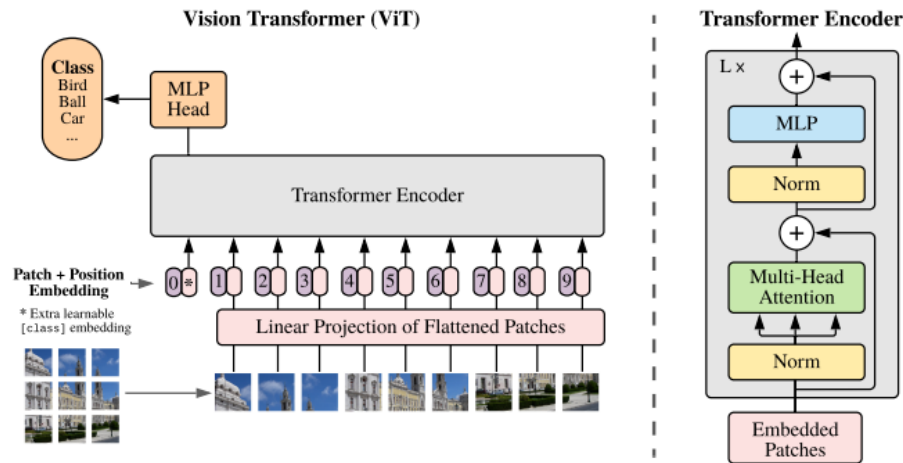 Vision Transformer (ViT)
Class
Bird
Ball
Car
...
MLP
Head
Transformer Encoder
0 * 1 2 3 4 5 6 7 8 9
Patch + Position
Embedding
* Extra learnable
[class] embedding
Linear Projection of Flattened Patches
Transformer Encoder
L ×
+
MLP
Norm
+
Multi-Head
Attention
Norm
Embedded
Patches